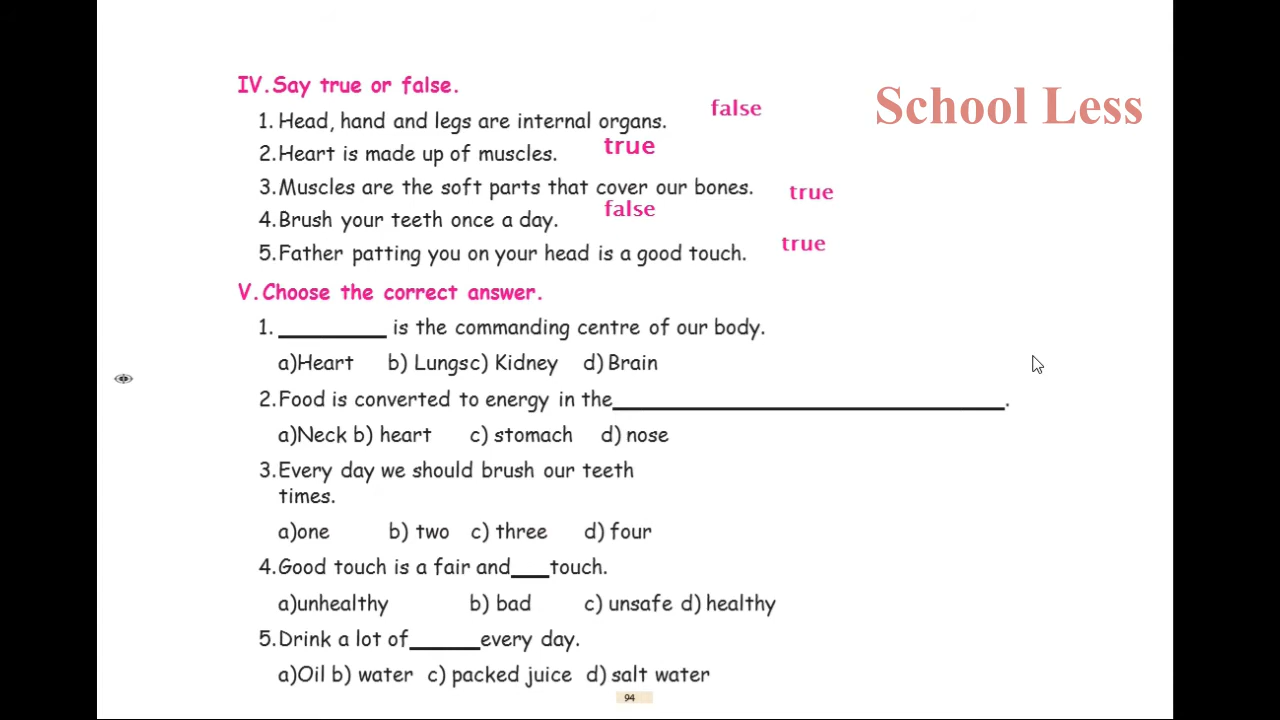 School Less
IV. Say true or false.
1. Head, hand and legs are internal organs. false
2. Heart is made up of muscles. true
3. Muscles are the soft parts that cover our bones. true
4. Brush your teeth once a day. false
5. Father patting you on your head is a good touch. true
V. Choose the correct answer.
1. __________ is the commanding centre of our body.
a)Heart b) Lungsc) Kidney d) Brain
2. Food is converted to energy in the______________________________.
a)Neck b) heart c) stomach d) nose
3. Every day we should brush our teeth
times.
a)one b) two c) three d) four
4. Good touch is a fair and___touch.
a)unhealthy b) bad c) unsafe d) healthy
5. Drink a lot of______every day.
a)Oil b) water c) packed juice d) salt water
94